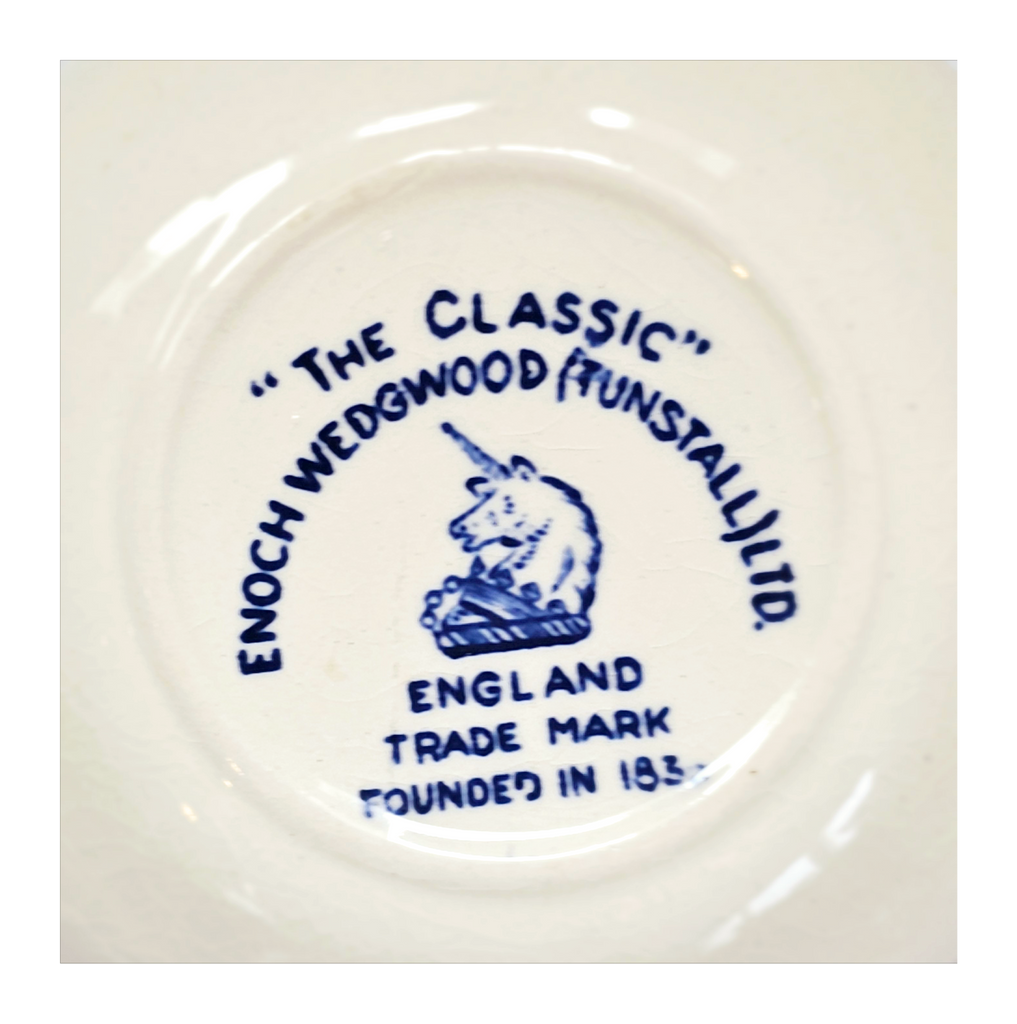 “THE CLASSIC”
ENOCH WEDGWOOD (TUNSTALL) LTD.
ENGLAND
TRADE MARK
FOUNDED IN